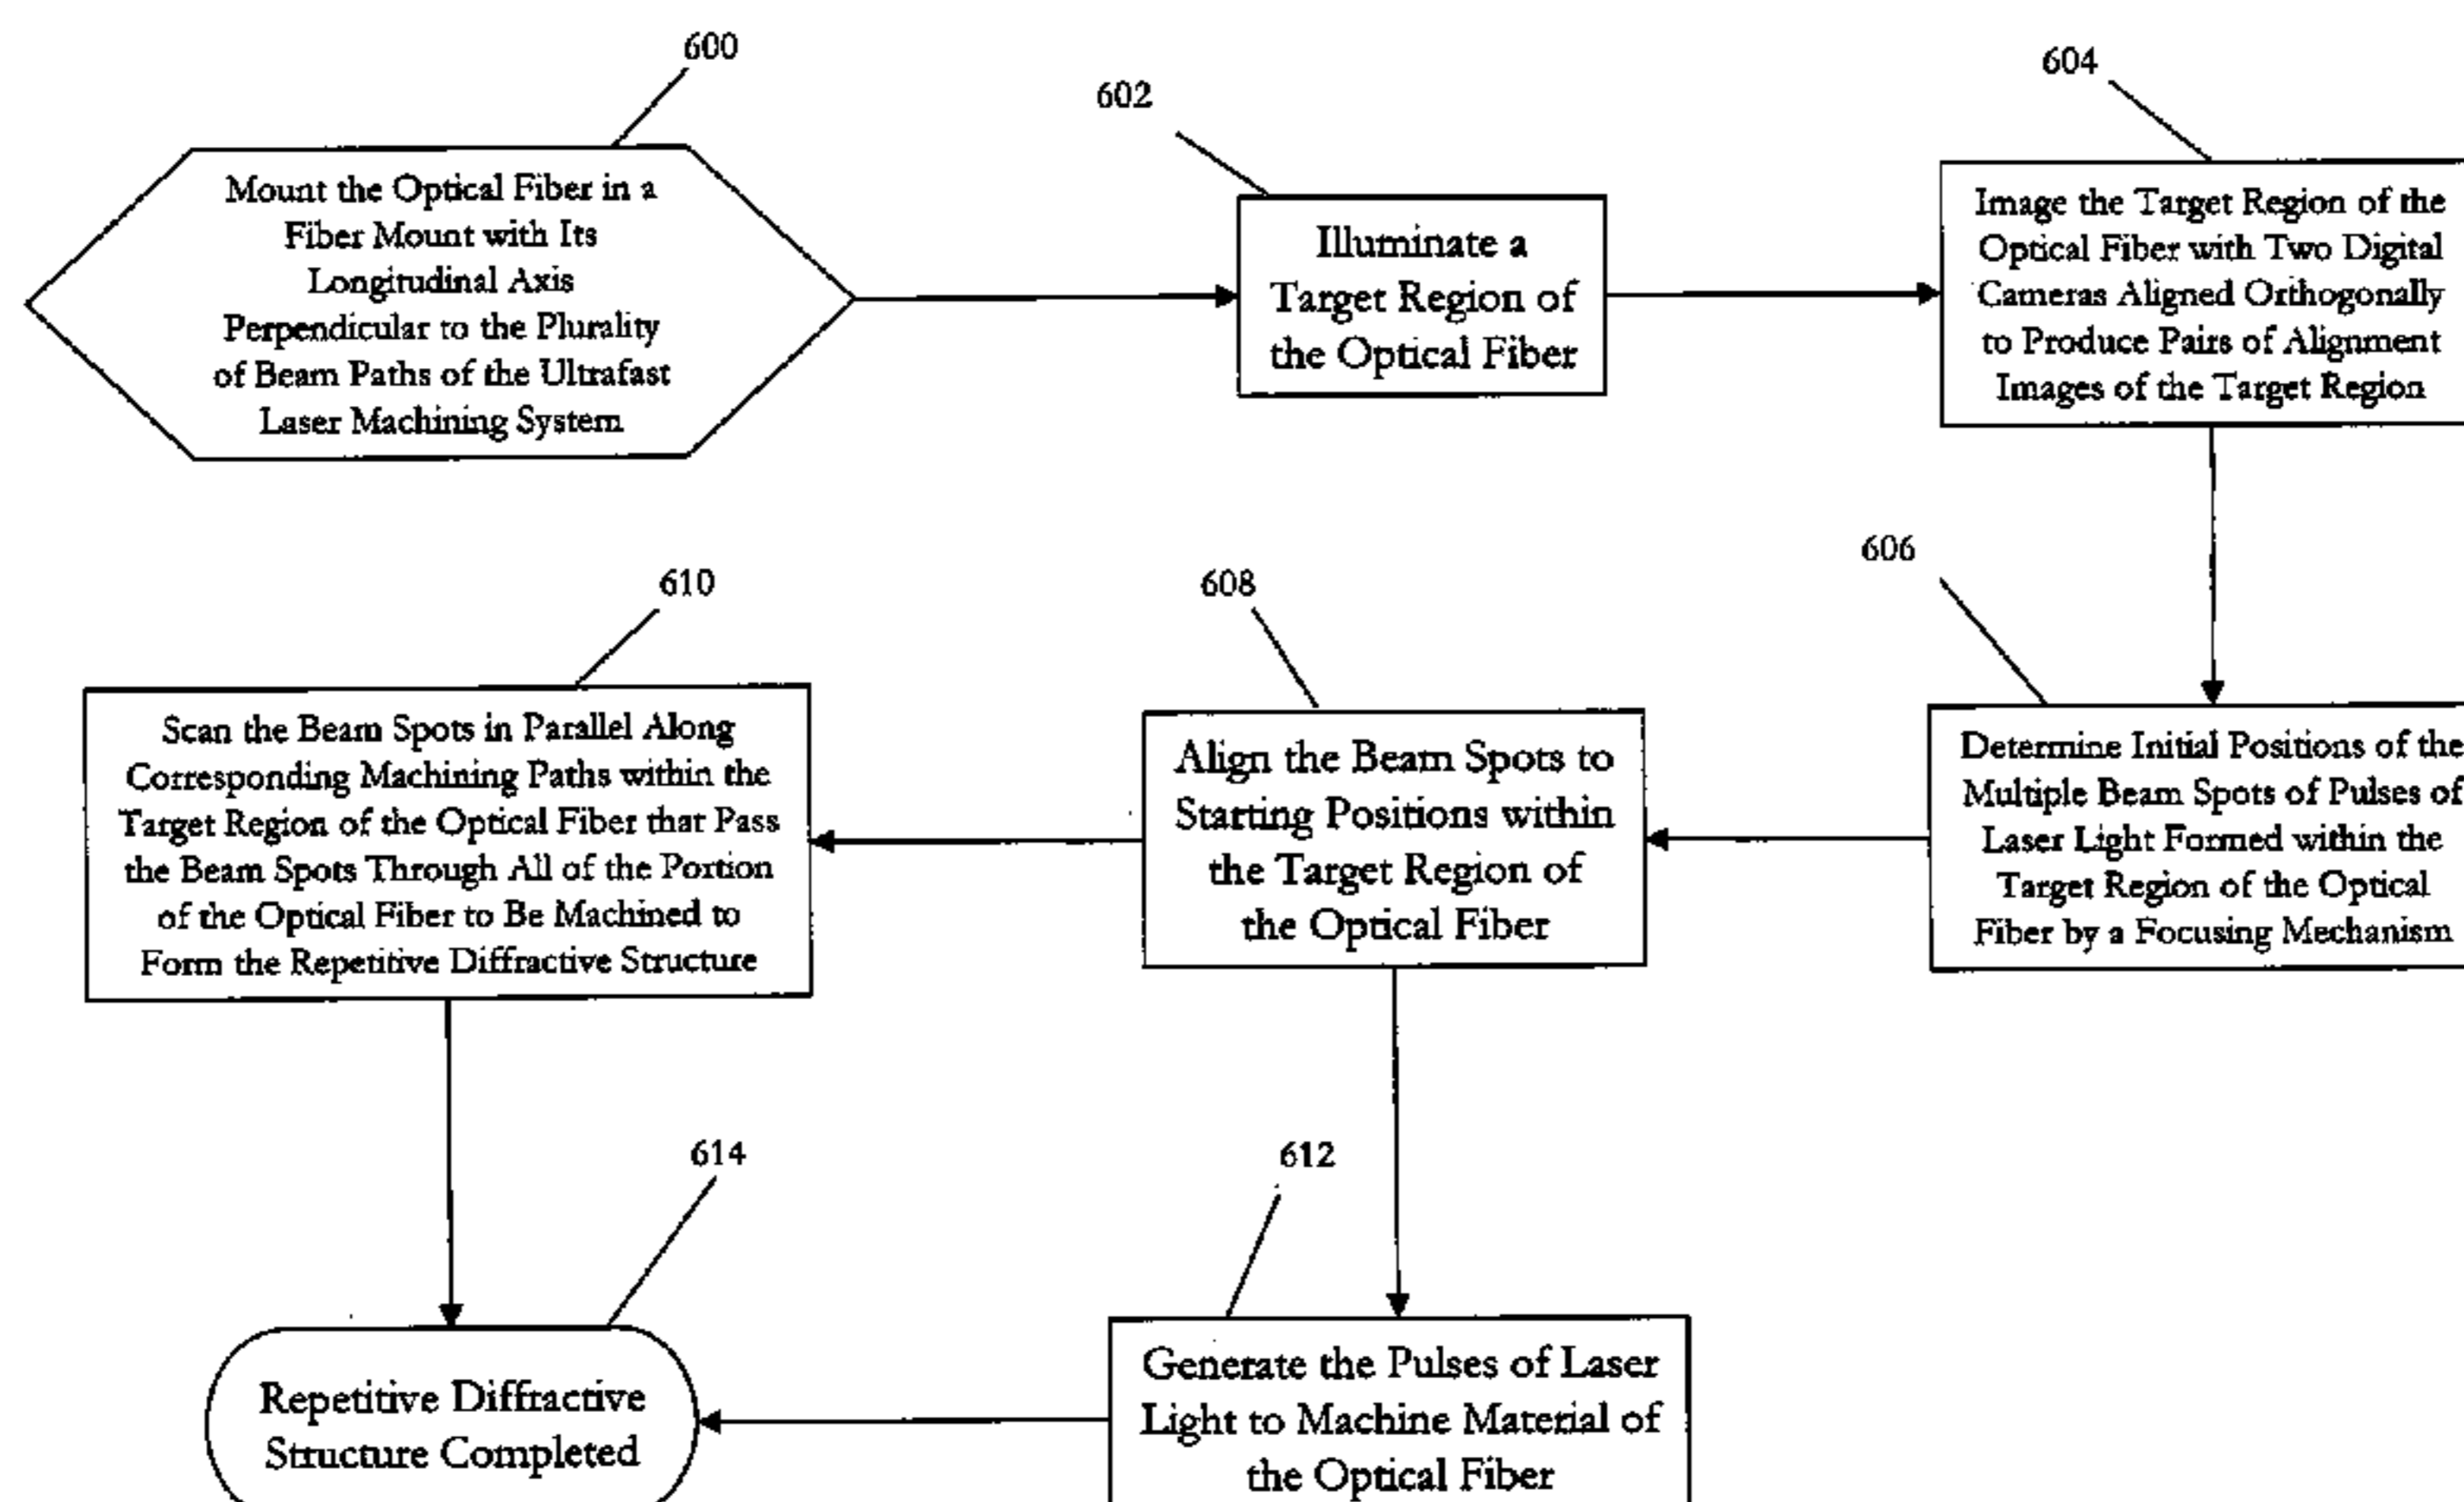 600
Mount the Optical Fiber in a
Fiber Mount with Its
Longitudinal Axis
Perpendicular to the Plurality
of Beam Paths of the Ultrafast
Laser Machining System
602
Illuminate a
Target Region of
the Optical Fiber
604
Image the Target Region of the
Optical Fiber with Two Digital
Cameras Aligned Orthogonally
to Produce Pairs of Alignment
Images of the Target Region
606
Determine Initial Positions of the
Multiple Beam Spots of Pulses of
Laser Light Formed within the
Target Region of the Optical
Fiber by a Focusing Mechanism
608
Align the Beam Spots to
Starting Positions within
the Target Region of
the Optical Fiber
610
Scan the Beam Spots in Parallel Along
Corresponding Machining Paths within the
Target Region of the Optical Fiber that Pass
the Beam Spots Through All of the Portion
of the Optical Fiber to Be Machined to
Form the Repetitive Diffractive Structure
612
Generate the Pulses of Laser
Light to Machine Material of
the Optical Fiber
614
Repetitive Diffractive
Structure Completed